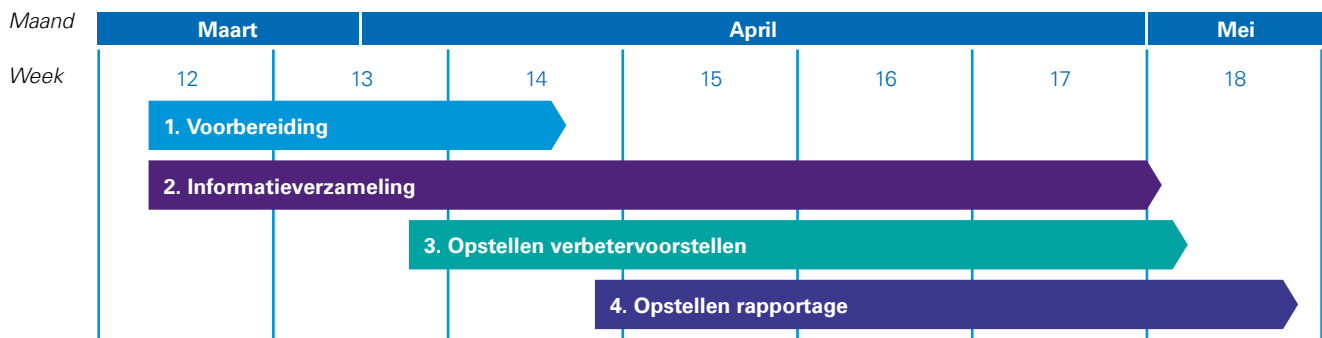 Maand Maart April Mei
Week 12 13 14 15 16 17 18
1. Voorbereiding
2. Informatieverzameling
3. Opstellen verbetervoorstellen
4. Opstellen rapportage